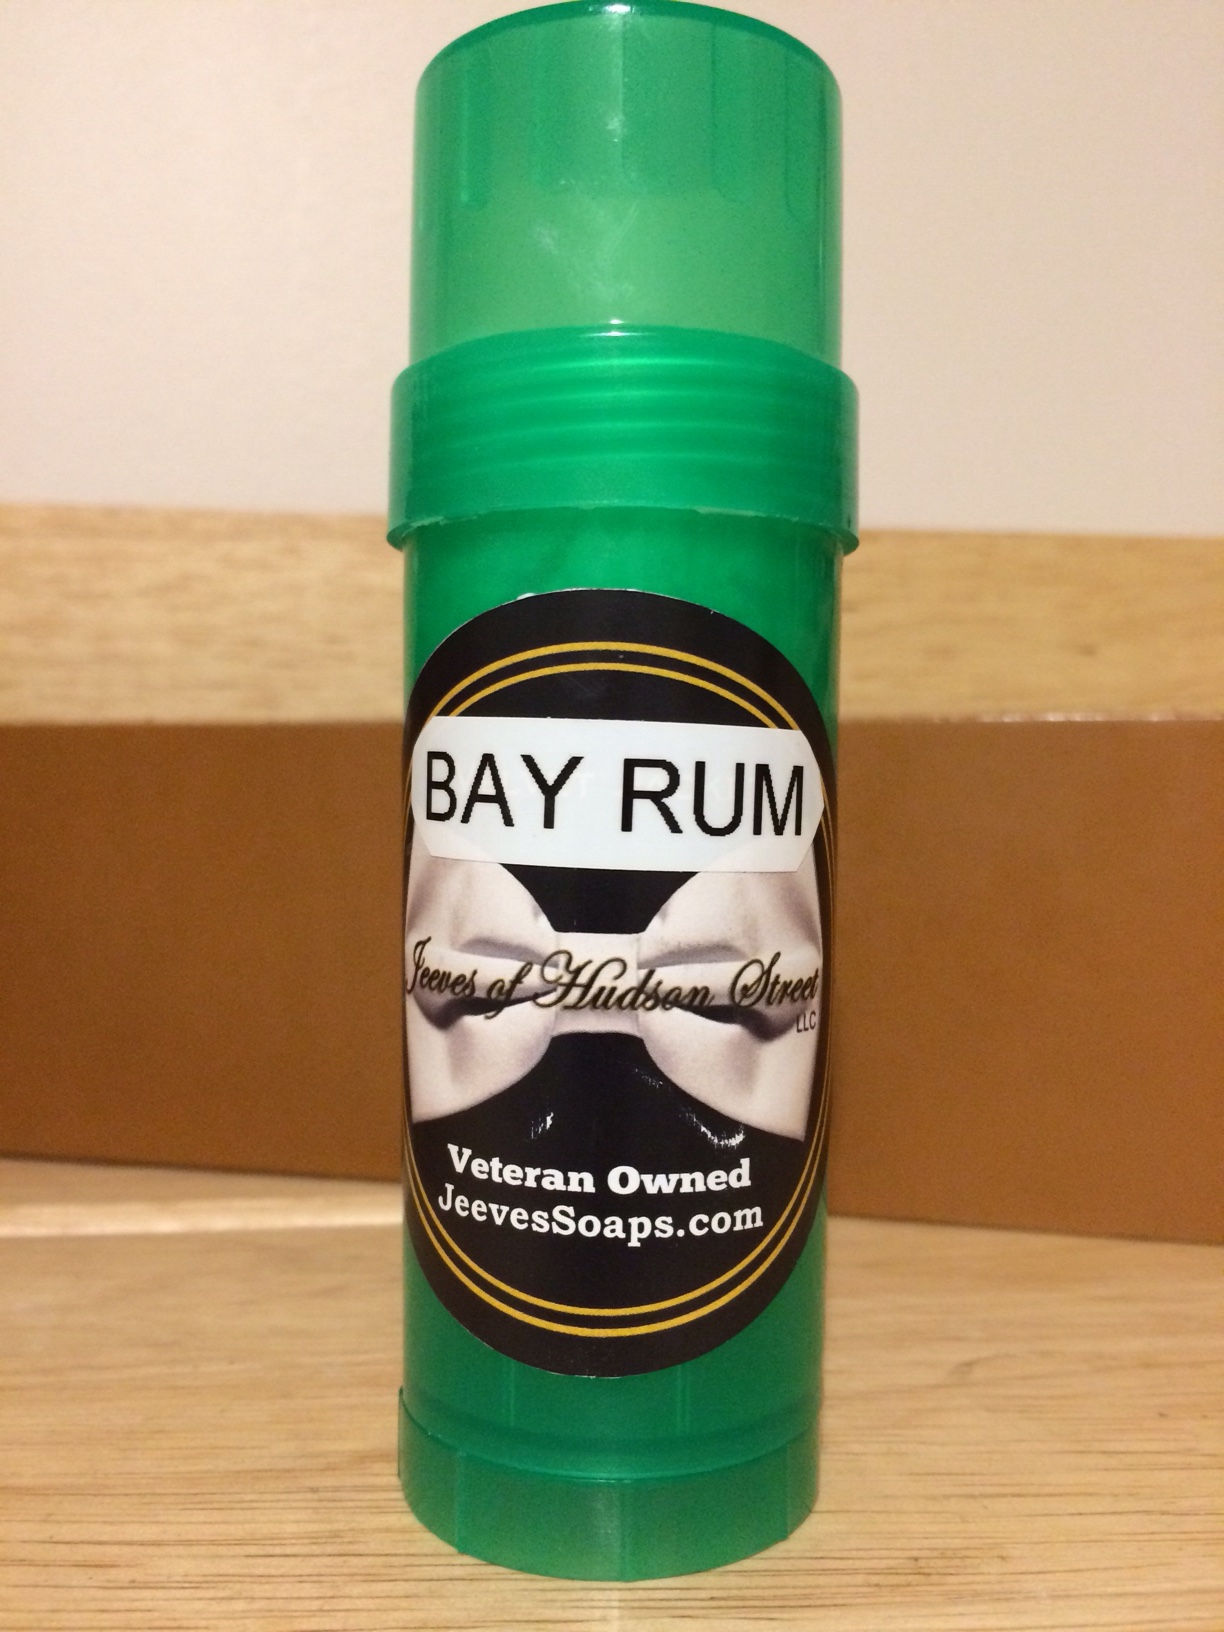 BAY RUM
Jeeves of Hudson Street
LLC
Veteran Owned
JeevesSoaps.com